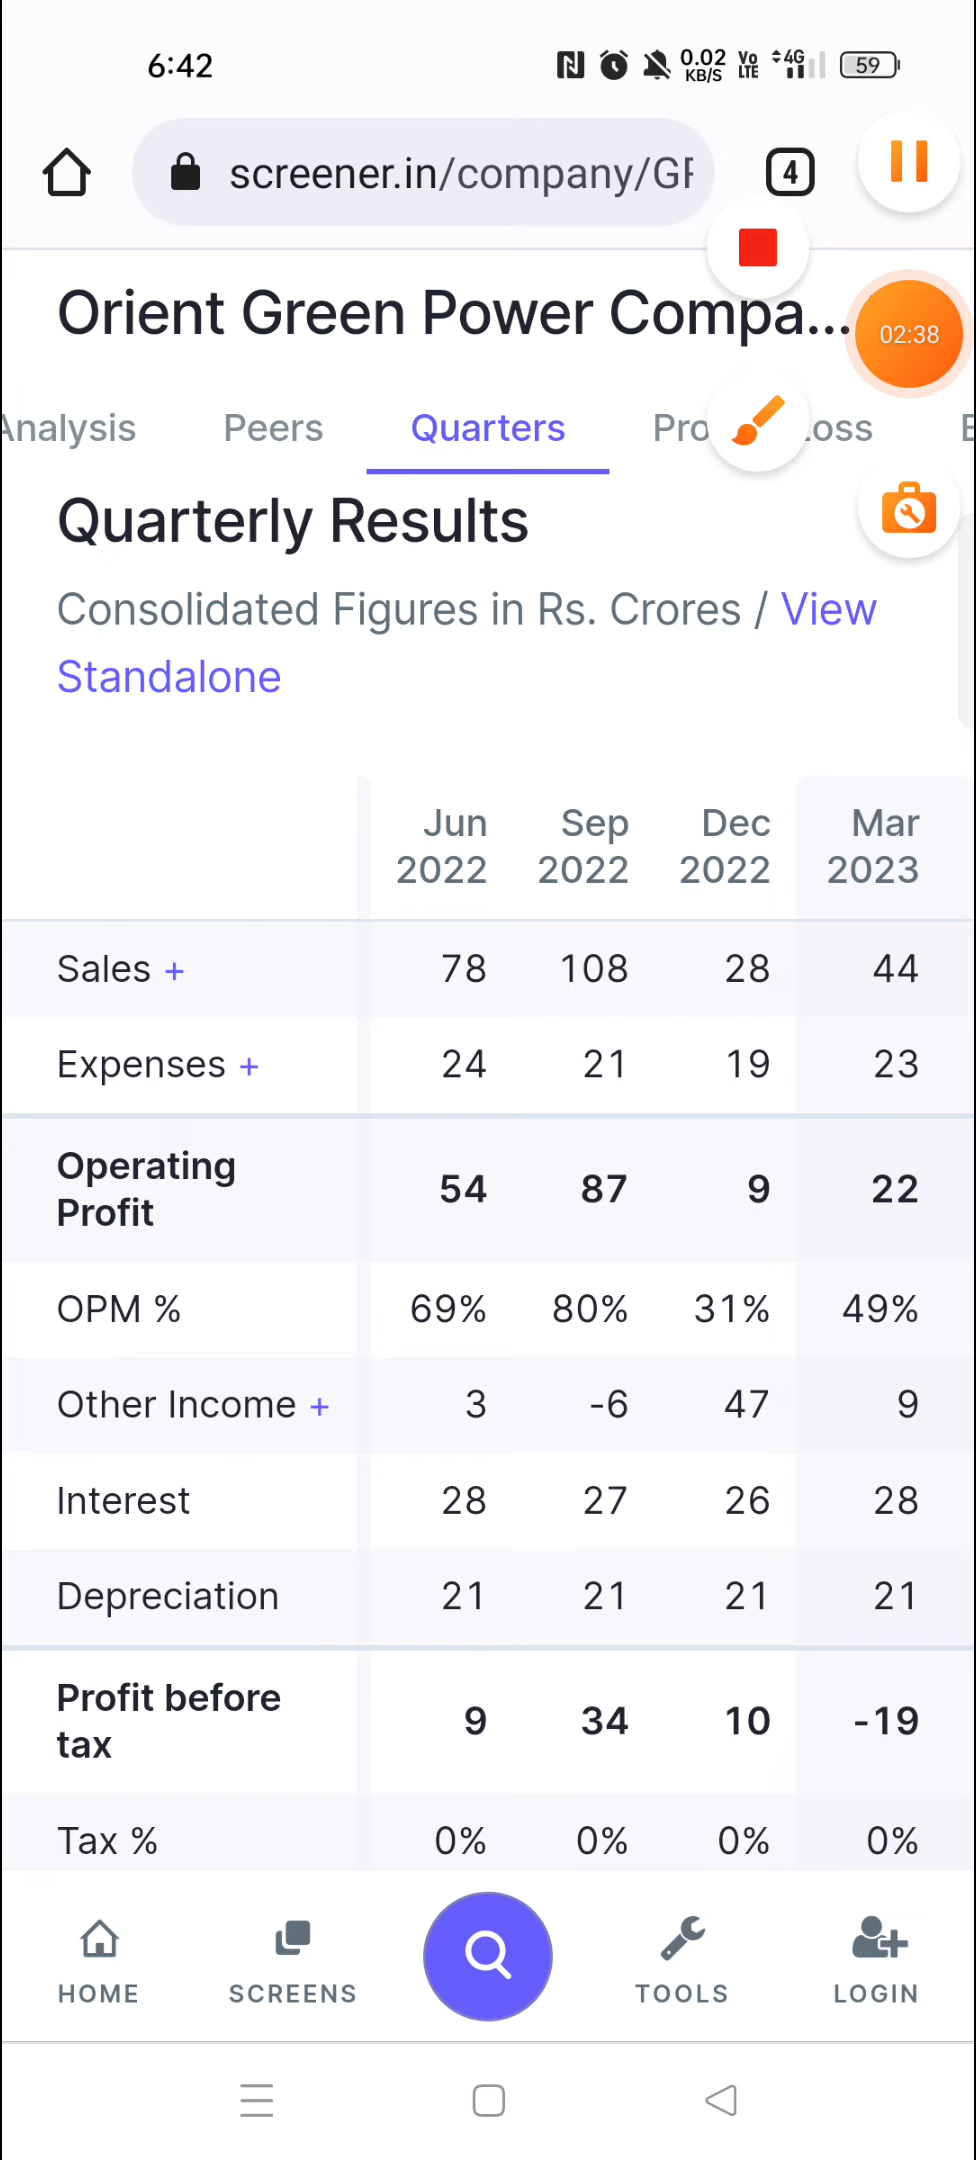 6:42
0.02 KB/S Vo LTE 4G 59
screener.in/company/GF
4
Orient Green Power Compa...
02:38
Analysis Peers Quarters Pro oss
Quarterly Results
Consolidated Figures in Rs. Crores / View
Standalone
Jun 2022 Sep 2022 Dec 2022 Mar 2023
Sales + 78 108 28 44
Expenses + 24 21 19 23
Operating Profit 54 87 9 22
OPM % 69% 80% 31% 49%
Other Income + 3 -6 47 9
Interest 28 27 26 28
Depreciation 21 21 21 21
Profit before tax 9 34 10 -19
Tax % 0% 0% 0% 0%
HOME SCREENS TOOLS LOGIN